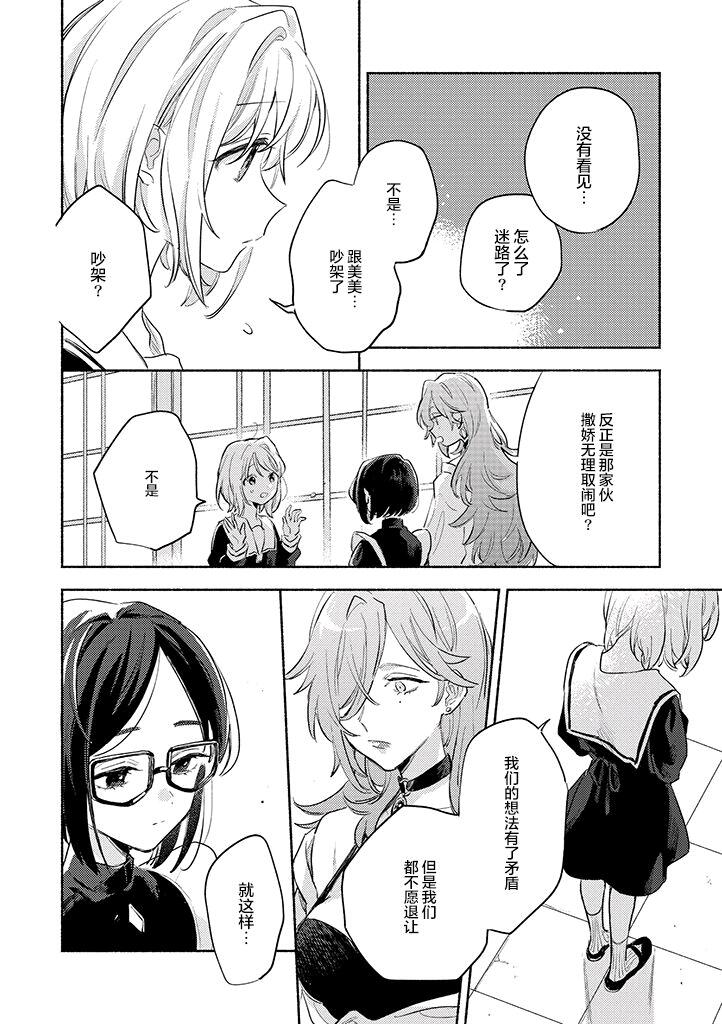 没有看见…
怎么了
迷路了？
不是…
跟美美…
吵架了
吵架？
反正是那家伙
撒娇无理取闹吧？
不是
我们的想法有了矛盾
但是我们
都不愿退让
就这样…